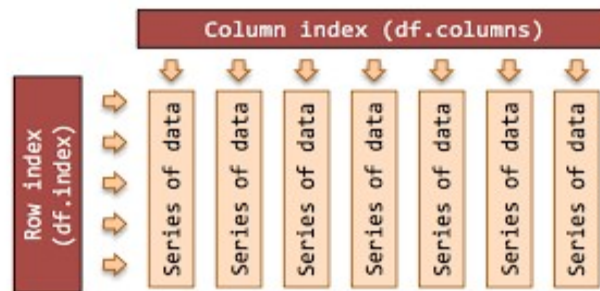 Column index (df.columns)
Row index
(df.index)
Series of data
Series of data
Series of data
Series of data
Series of data
Series of data
Series of data